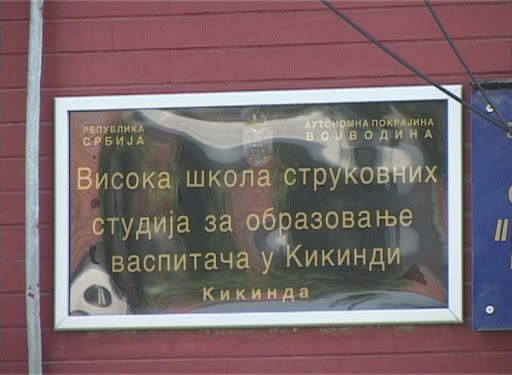 РЕПУБЛИКА
СРБИЈА
АУТОНОМНА ПОКРАЈИНА
ВОЈВОДИНА
Висока школа струковних
студија за образовање
васпитача у Кикинди
Кикинда